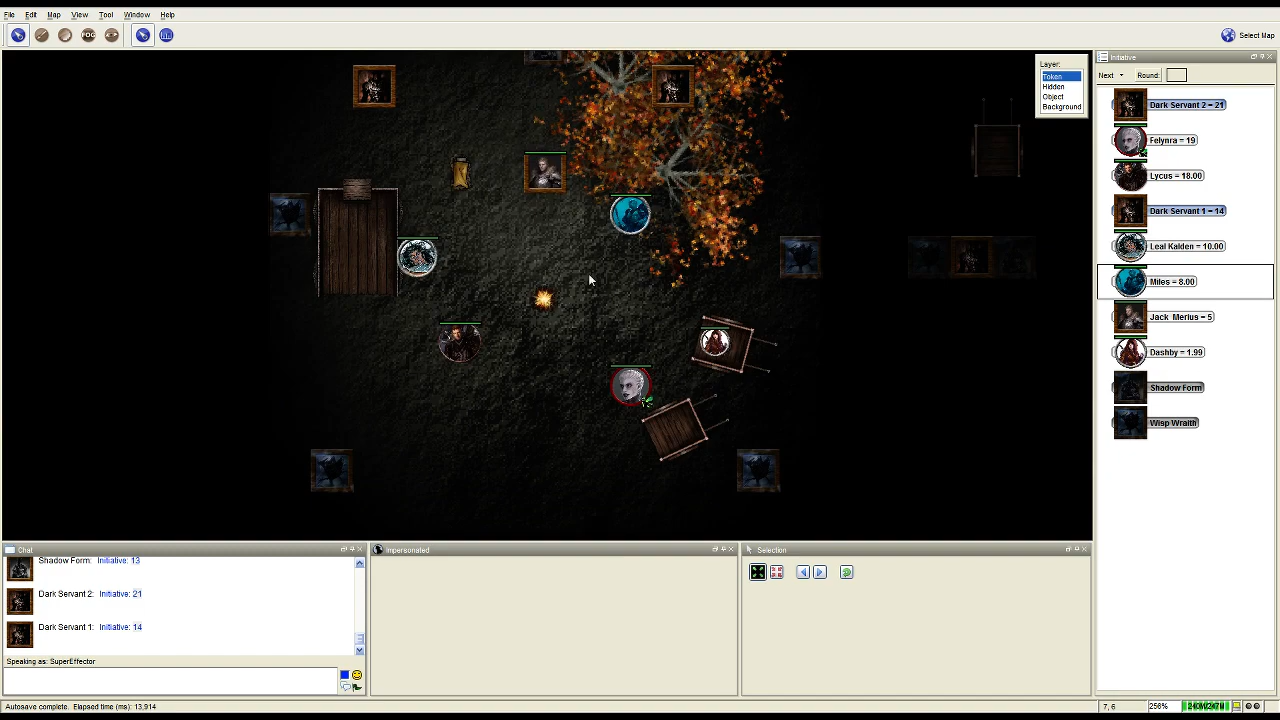 File Edit Map View Tool Window Help
FOG
Select Map
Layer:
Token
Hidden
Object
Background
Initiative
Next Round:
Dark Servant 2 = 21
Felynra = 19
Lycus = 18.00
Dark Servant 1 = 14
Leal Kalden = 10.00
Miles = 8.00
Jack Merius = 5
Dashby = 1.99
Shadow Form
Wisp Wraith
Chat
Shadow Form: Initiative: 13
Dark Servant 2: Initiative: 21
Dark Servant 1: Initiative: 14
Speaking as: SuperEffector
Impersonated
Selection
Autosave complete. Elapsed time (ms): 13,914
7, 6
256%
240M/247M